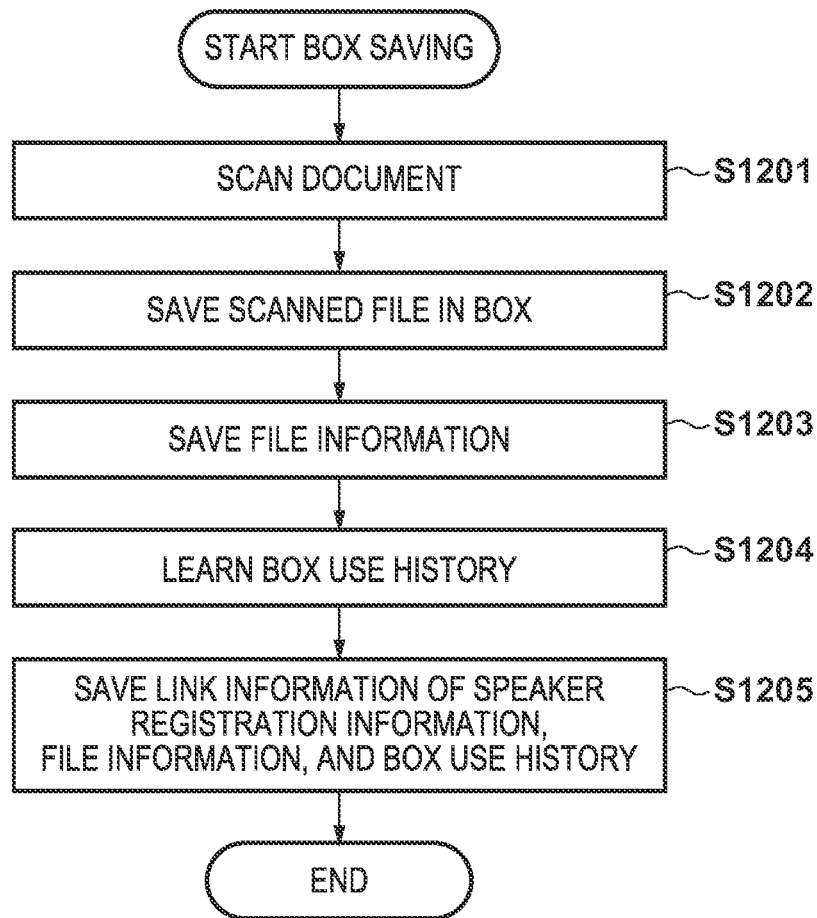 START BOX SAVING
SCAN DOCUMENT
S1201
SAVE SCANNED FILE IN BOX
S1202
SAVE FILE INFORMATION
S1203
LEARN BOX USE HISTORY
S1204
SAVE LINK INFORMATION OF SPEAKER
REGISTRATION INFORMATION,
FILE INFORMATION, AND BOX USE HISTORY
S1205
END